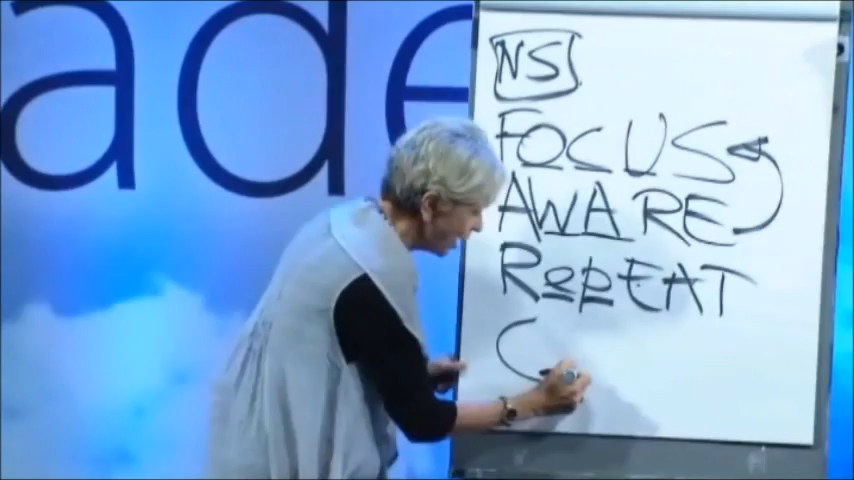 ade
NS
FOCUS
AWARE
REPEAT
C